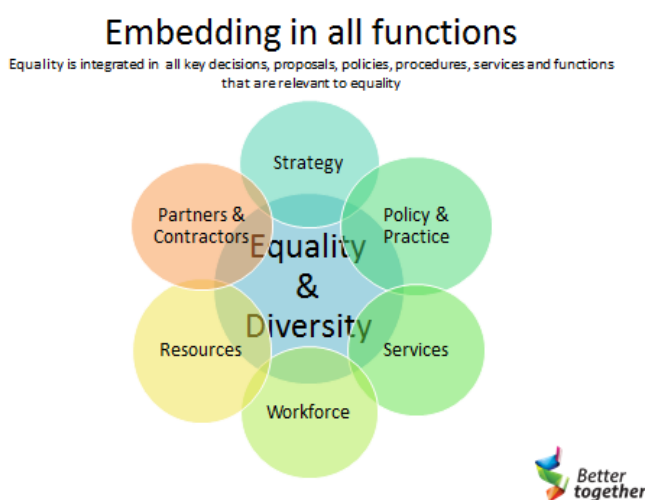 Embedding in all functions
Equality is integrated in all key decisions, proposals, policies, procedures, services and functions
that are relevant to equality
Strategy
Partners &
Contractors
Policy &
Practice
Equality
&
Diversity
Resources
Services
Workforce
Better
together